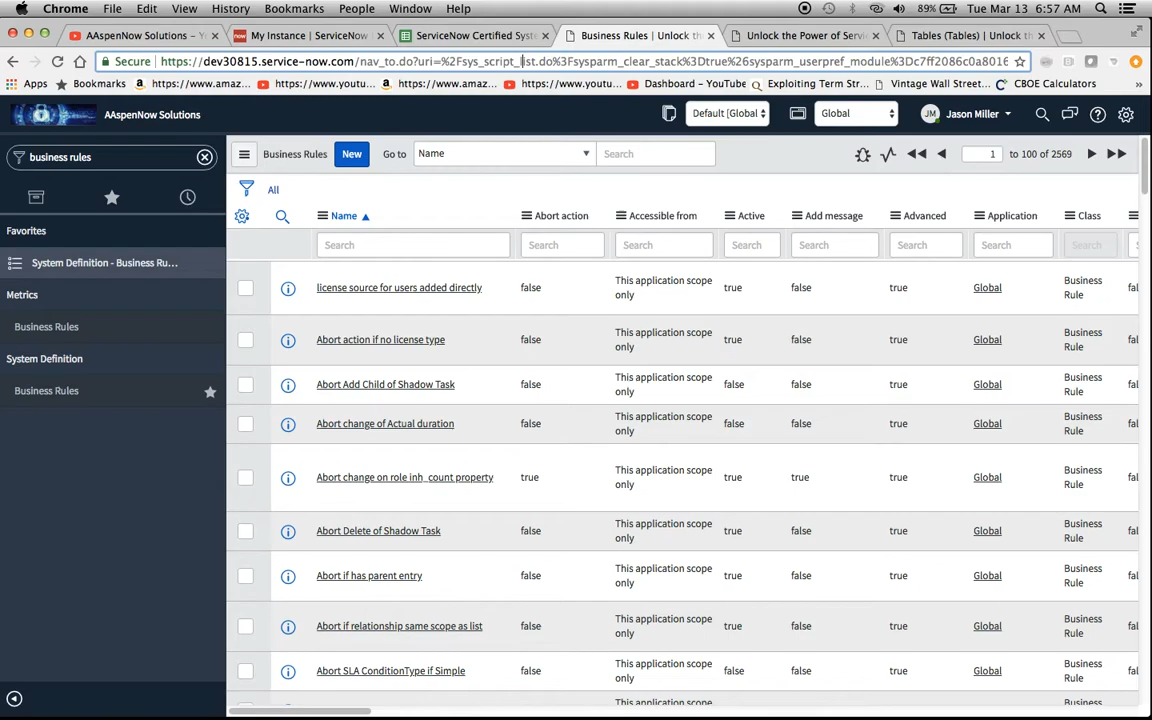 Chrome File Edit View History Bookmarks People Window Help 89% Tue Mar 13 6:57 AM
AAspenNow Solutions – Y × My Instance | ServiceNow × ServiceNow Certified Syst × Business Rules | Unlock th × Unlock the Power of Servic × Tables (Tables) | Unlock th ×
Secure https://dev30815.service-now.com/nav_to.do?uri=%2Fsys_script_list.do%3Fsysparm_clear_stack%3Dtrue%26sysparm_userpref_module%3Dc7ff2086c0a8016
Apps Bookmarks https://www.amaz... https://www.youtu... https://www.amaz... https://www.youtu... Dashboard - YouTube Exploiting Term Str... Vintage Wall Street... CBOE Calculators »
AAspenNow Solutions Default [Global Global JM Jason Miller
business rules
Business Rules New Go to Name Search 1 to 100 of 2569
All
Name Abort action Accessible from Active Add message Advanced Application Class
Search Search Search Search Search Search Search Search
Favorites
System Definition - Business Ru...
Metrics
Business Rules
System Definition
Business Rules
license source for users added directly false This application scope only true false true Global Business Rule fal
Abort action if no license type false This application scope only true false true Global Business Rule fal
Abort Add Child of Shadow Task false This application scope only false false true Global Business Rule fal
Abort change of Actual duration false This application scope only false false true Global Business Rule fal
Abort change on role inh_count property true This application scope only true true true Global Business Rule fal
Abort Delete of Shadow Task false This application scope only true false true Global Business Rule fal
Abort if has parent entry false This application scope only true false true Global Business Rule fal
Abort if relationship same scope as list false This application scope only true false true Global Business Rule fal
Abort SLA ConditionType if Simple false This application scope only false false true Global Business Rule fal
This application scope Business